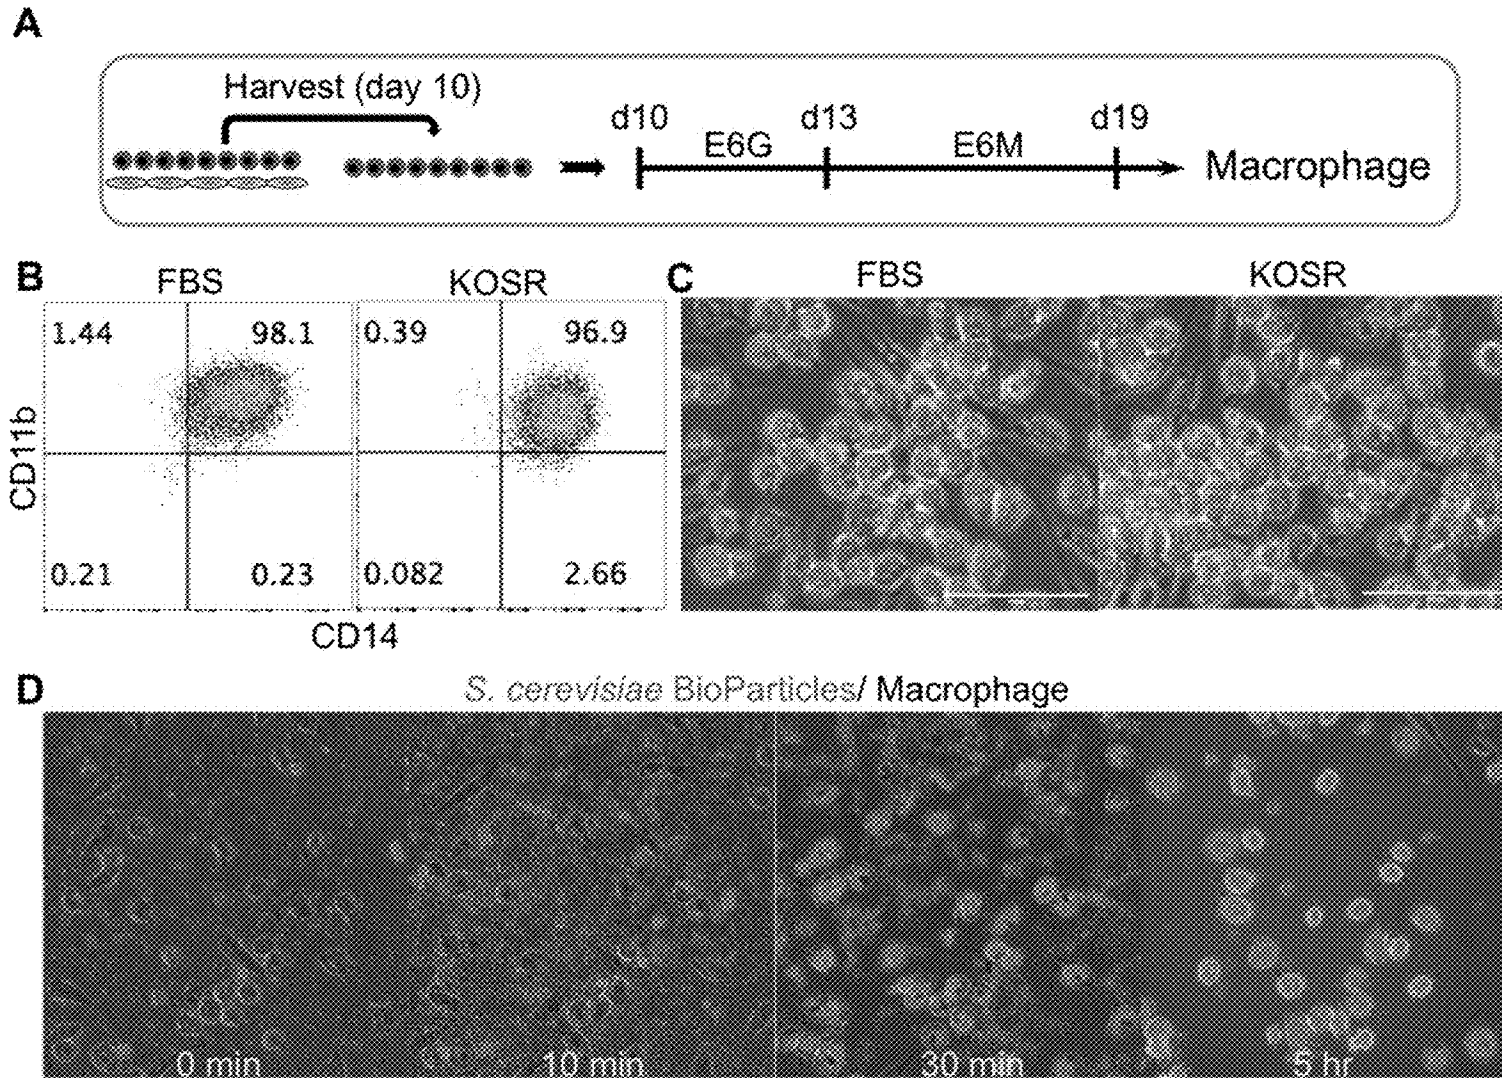 A
Harvest (day 10)
d10 d13 d19
E6G E6M
Macrophage
B FBS KOSR
1.44 98.1 0.39 96.9
CD11b
0.21 0.23 0.082 2.66
CD14
C FBS KOSR
D S. cerevisiae BioParticles/ Macrophage
0 min 10 min 30 min 5 hr